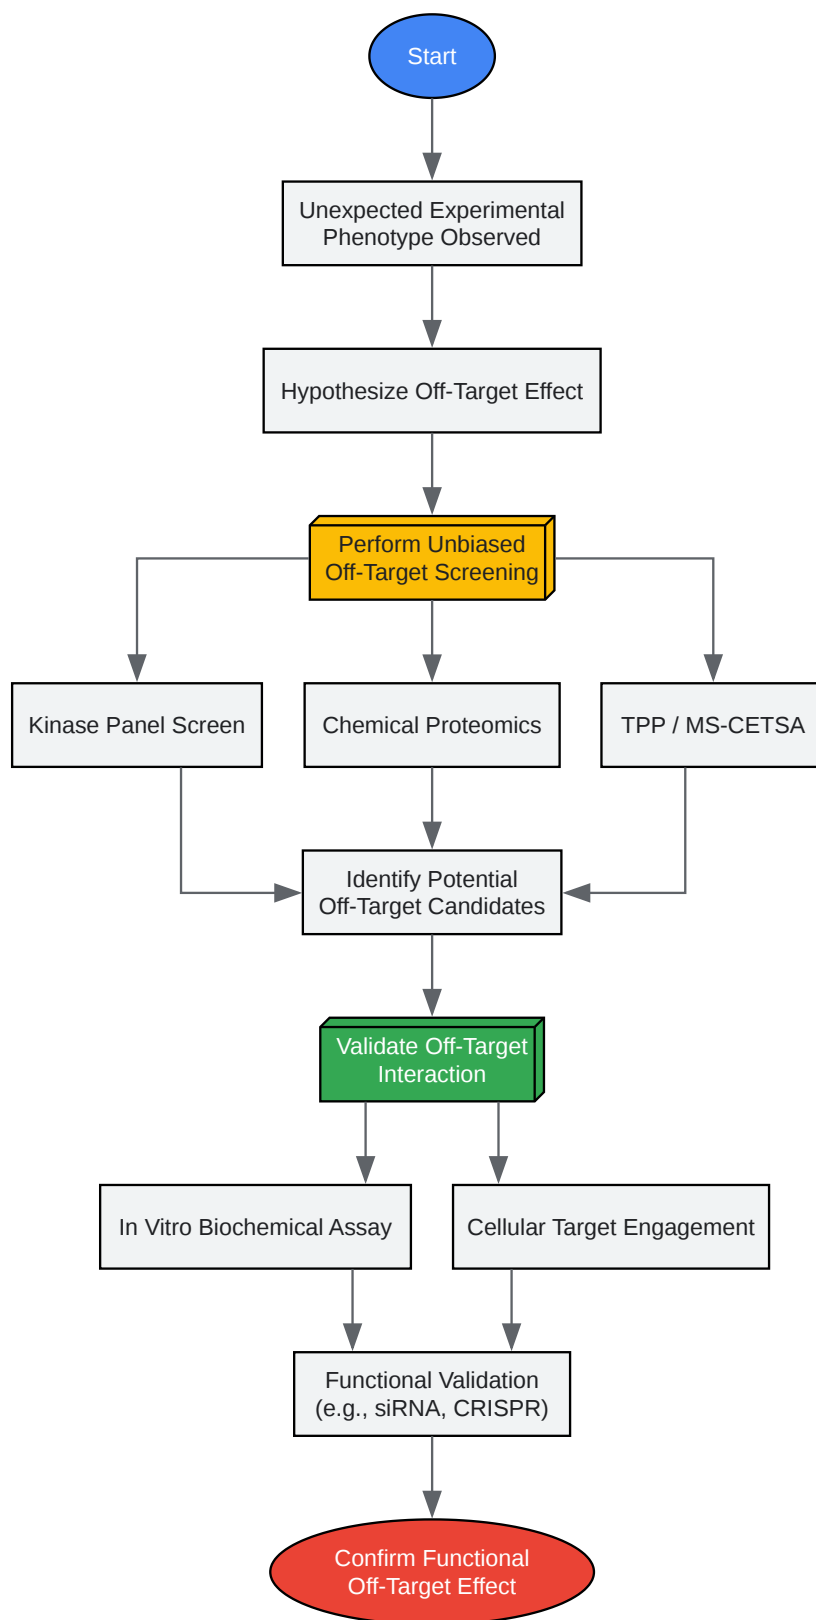 Start
Unexpected Experimental
Phenotype Observed
Hypothesize Off-Target Effect
Perform Unbiased
Off-Target Screening
Kinase Panel Screen
Chemical Proteomics
TPP / MS-CETSA
Identify Potential
Off-Target Candidates
Validate Off-Target
Interaction
In Vitro Biochemical Assay
Cellular Target Engagement
Functional Validation
(e.g., siRNA, CRISPR)
Confirm Functional
Off-Target Effect